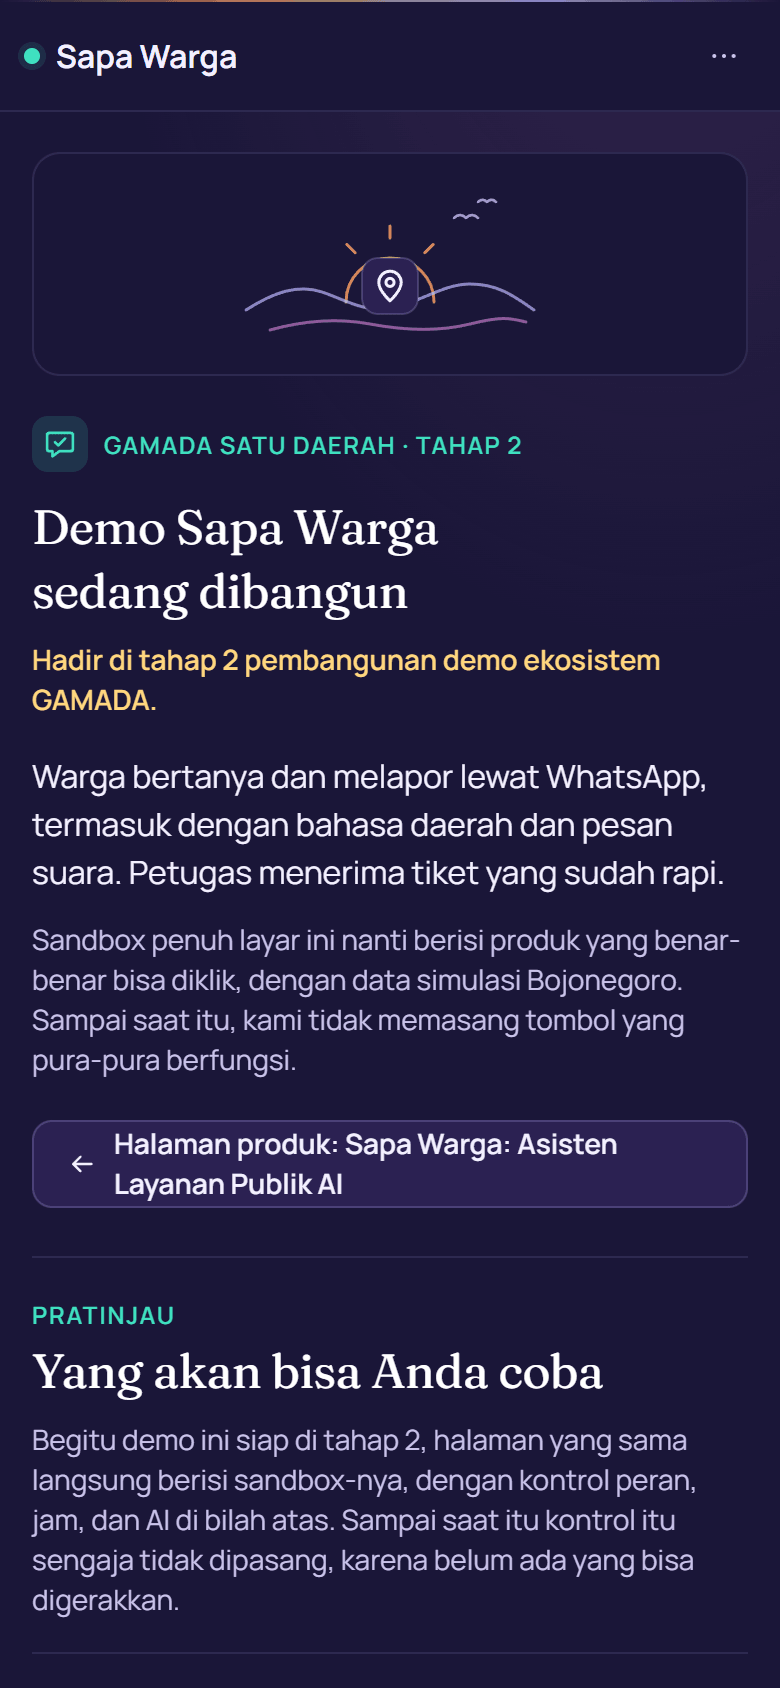 Sapa Warga
GAMADA SATU DAERAH · TAHAP 2
Demo Sapa Warga
sedang dibangun
Hadir di tahap 2 pembangunan demo ekosistem
GAMADA.
Warga bertanya dan melapor lewat WhatsApp,
termasuk dengan bahasa daerah dan pesan
suara. Petugas menerima tiket yang sudah rapi.
Sandbox penuh layar ini nanti berisi produk yang benar-
benar bisa diklik, dengan data simulasi Bojonegoro.
Sampai saat itu, kami tidak memasang tombol yang
pura-pura berfungsi.
Halaman produk: Sapa Warga: Asisten
Layanan Publik AI
PRATINJAU
Yang akan bisa Anda coba
Begitu demo ini siap di tahap 2, halaman yang sama
langsung berisi sandbox-nya, dengan kontrol peran,
jam, dan AI di bilah atas. Sampai saat itu kontrol itu
sengaja tidak dipasang, karena belum ada yang bisa
digerakkan.